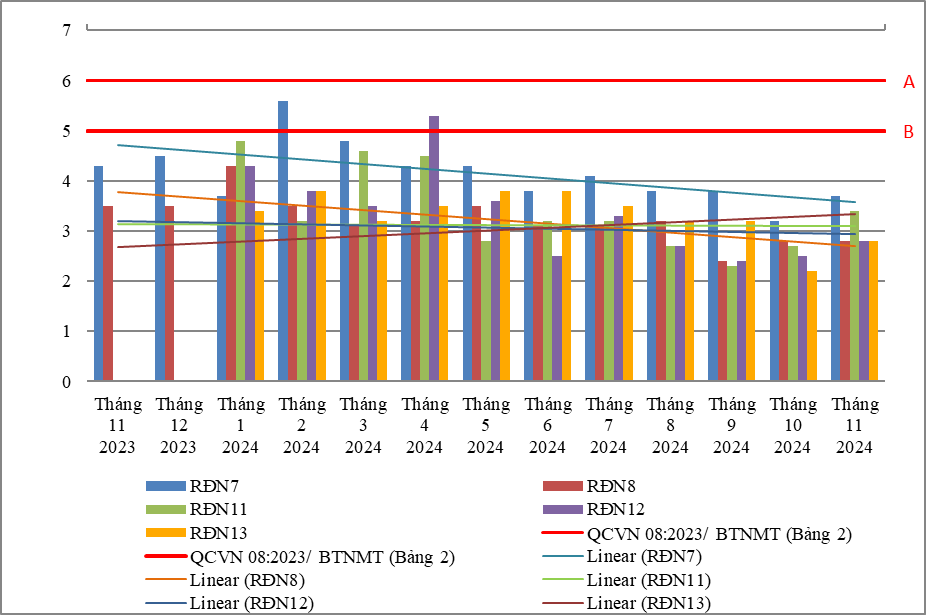 7
6
A
5
B
4
3
2
1
0
Tháng Tháng Tháng Tháng Tháng Tháng Tháng Tháng Tháng Tháng Tháng Tháng Tháng
11 12 1 2 3 4 5 6 7 8 9 10 11
2023 2023 2024 2024 2024 2024 2024 2024 2024 2024 2024 2024 2024
RĐN7 RĐN8
RĐN11 RĐN12
RĐN13 QCVN 08:2023/ BTNMT (Bảng 2)
QCVN 08:2023/ BTNMT (Bảng 2) Linear (RĐN7)
Linear (RĐN8) Linear (RĐN11)
Linear (RĐN12) Linear (RĐN13)